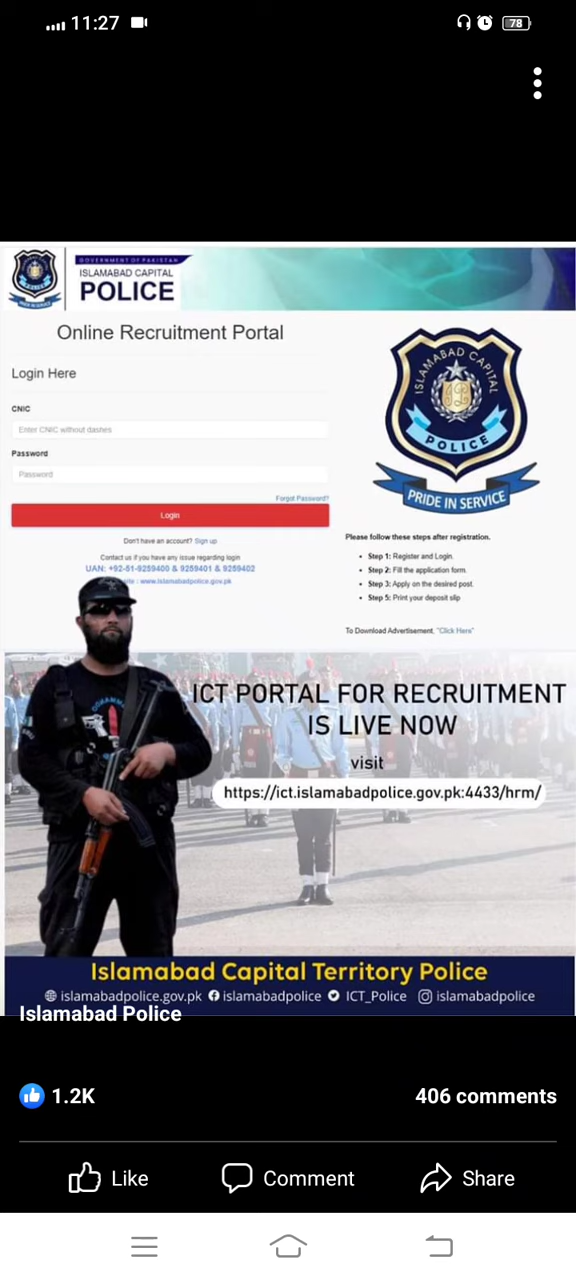 11:27
78
GOVERNMENT OF PAKISTAN
ISLAMABAD CAPITAL
POLICE
Online Recruitment Portal
Login Here
CNIC
Enter CNIC without dashes
Password
Password
Forgot Password?
Login
Don't have an account? Sign up
Contact us if you have any issue regarding login
UAN: +92-51-9259400 & 9259401 & 9259402
: www.islamabadpolice.gov.pk
ISLAMABAD CAPITAL
POLICE
PRIDE IN SERVICE
Please follow these steps after registration.
• Step 1: Register and Login.
• Step 2: Fill the application form.
• Step 3: Apply on the desired post.
• Step 5: Print your deposit slip
To Download Advertisement, "Click Here"
ICT PORTAL FOR RECRUITMENT
IS LIVE NOW
visit
https://ict.islamabadpolice.gov.pk:4433/hrm/
Islamabad Capital Territory Police
islamabadpolice.gov.pk islamabadpolice ICT_Police islamabadpolice
Islamabad Police
1.2K
406 comments
Like Comment Share